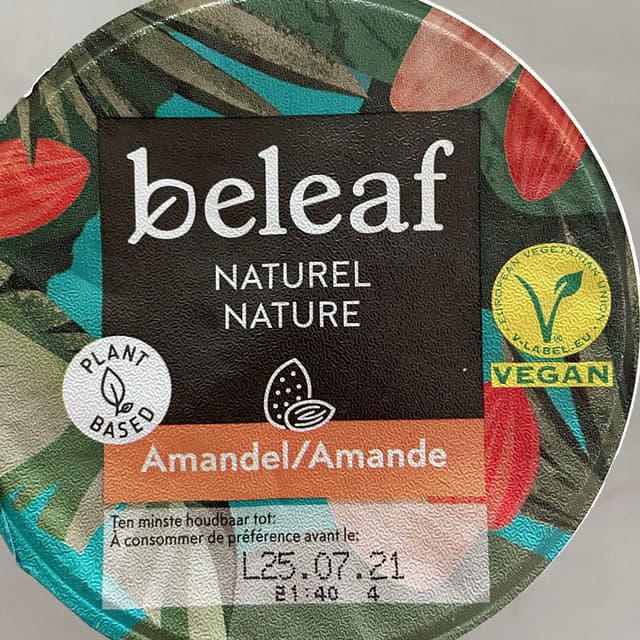 beleaf
NATUREL
NATURE
PLANT
BASED
EUROPEAN VEGETARIAN UNION
V-LABEL.EU
VEGAN
Amandel/Amande
Ten minste houdbaar tot:
À consommer de préférence avant le:
L25.07.21
21:40 4